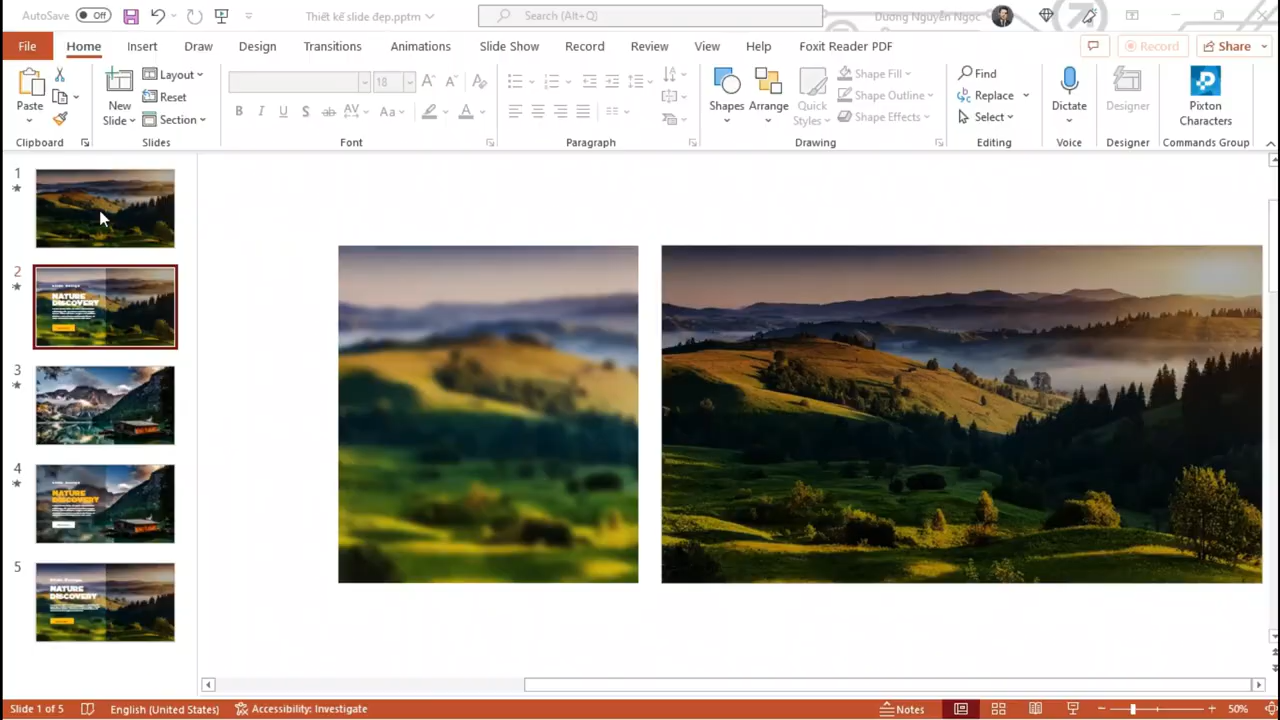 AutoSave Off Thiết kế slide đẹp.pptm Search (Alt+Q) Dương Nguyễn Ngọc
File Home Insert Draw Design Transitions Animations Slide Show Record Review View Help Foxit Reader PDF Record Share
Paste
Clipboard
New
Slide
Layout
Reset
Section
Slides
18
B I U S ab AV Aa A
Font
Paragraph
Shapes
Arrange
Quick
Styles
Shape Fill
Shape Outline
Shape Effects
Drawing
Find
Replace
Select
Editing
Dictate
Voice
Designer
Designer
Pixton
Characters
Commands Group
1
2
NATURE
DISCOVERY
3
4
NATURE
DISCOVERY
5
NATURE
DISCOVERY
Slide 1 of 5 English (United States) Accessibility: Investigate Notes 50%